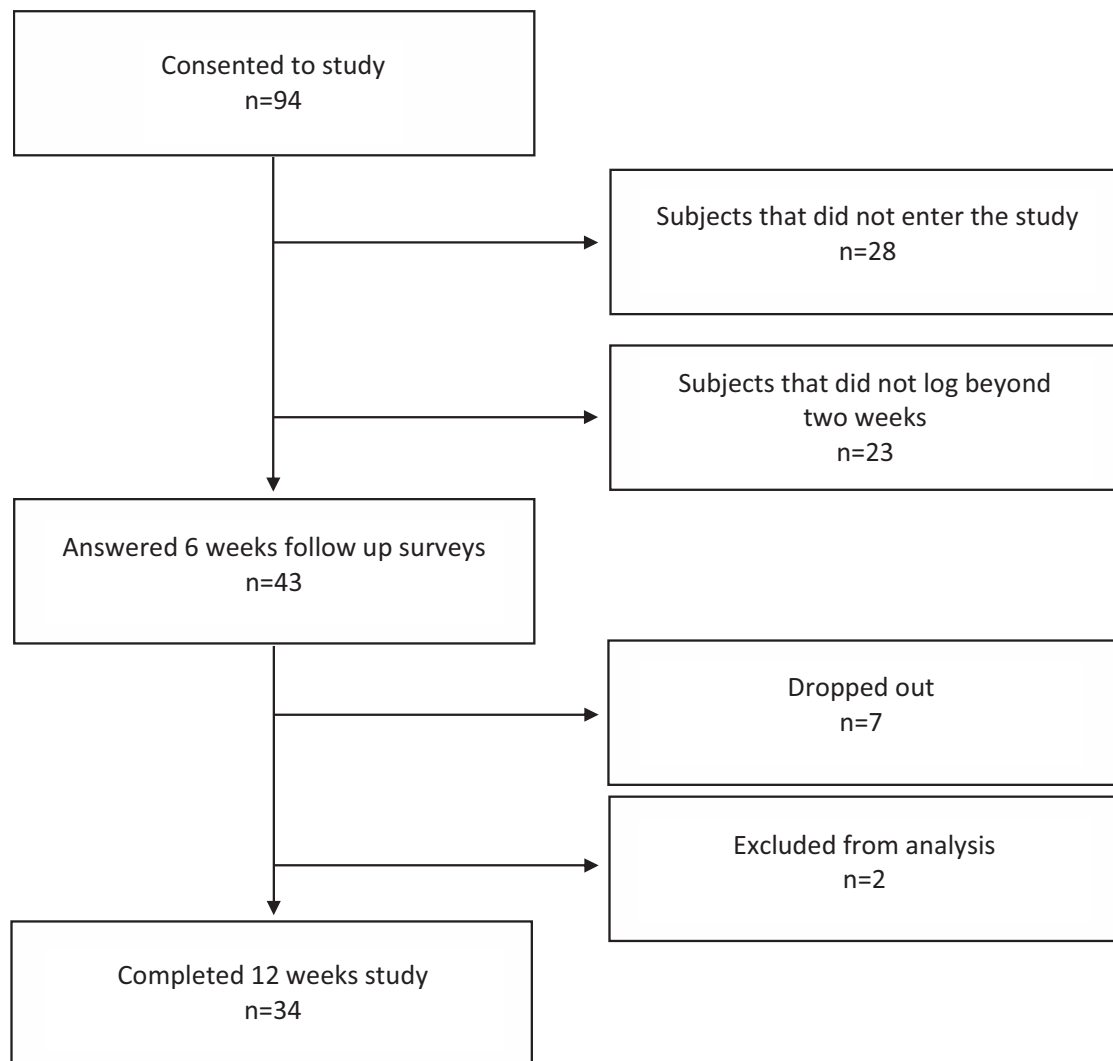 Consented to study
n=94
Subjects that did not enter the study
n=28
Subjects that did not log beyond
two weeks
n=23
Answered 6 weeks follow up surveys
n=43
Dropped out
n=7
Excluded from analysis
n=2
Completed 12 weeks study
n=34